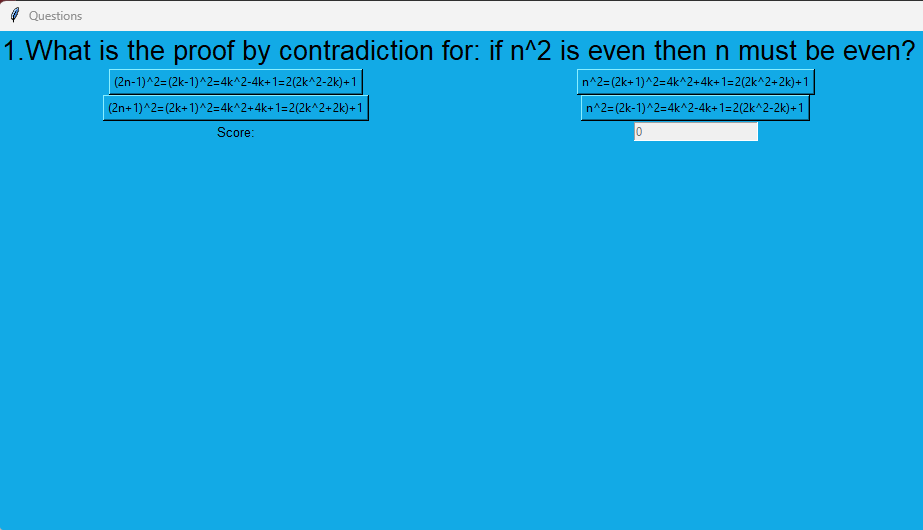 Questions
1.What is the proof by contradiction for: if n^2 is even then n must be even?
(2n-1)^2=(2k-1)^2=4k^2-4k+1=2(2k^2-2k)+1
n^2=(2k+1)^2=4k^2+4k+1=2(2k^2+2k)+1
(2n+1)^2=(2k+1)^2=4k^2+4k+1=2(2k^2+2k)+1
n^2=(2k-1)^2=4k^2-4k+1=2(2k^2-2k)+1
Score:
0